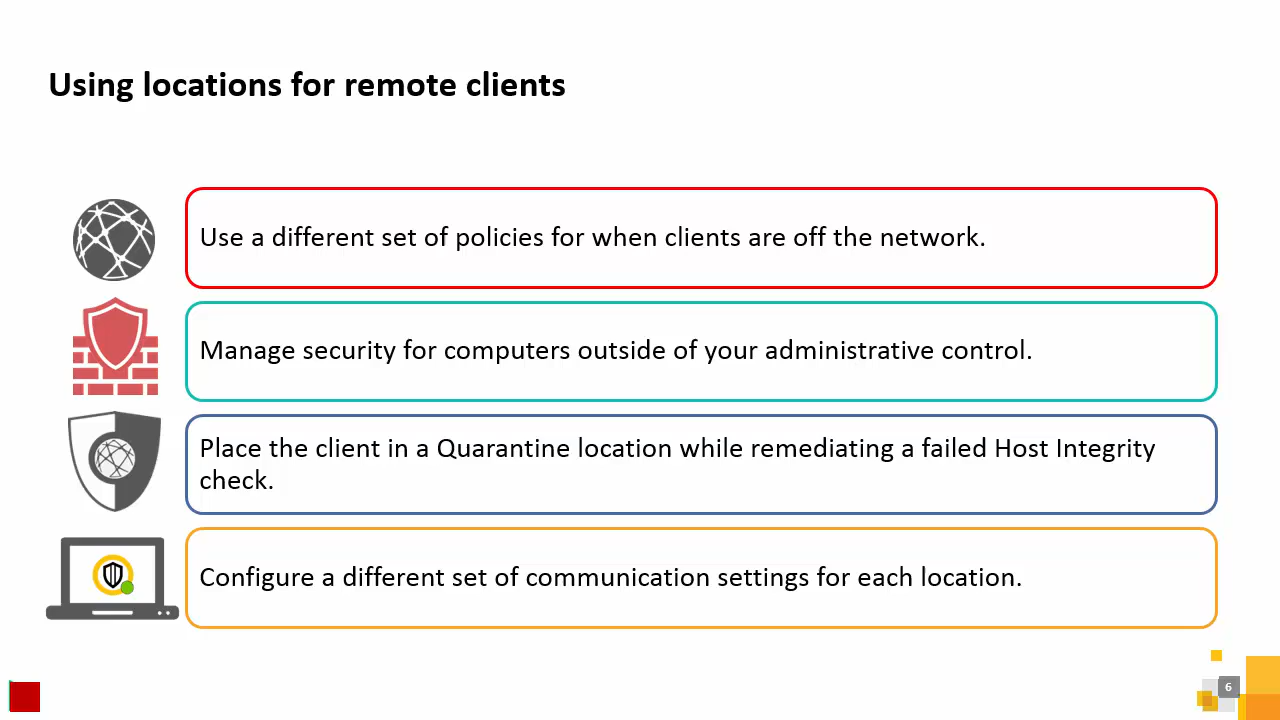 Using locations for remote clients
Use a different set of policies for when clients are off the network.
Manage security for computers outside of your administrative control.
Place the client in a Quarantine location while remediating a failed Host Integrity
check.
Configure a different set of communication settings for each location.
6